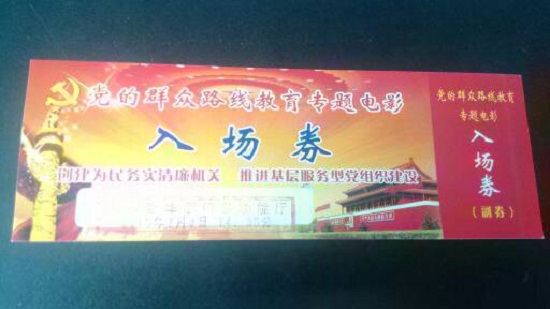 党的群众路线教育专题电影
入场券
构建为民务实清廉机关 推进基层服务型党组织建设
党的群众路线教育
专题电影
入场券
（副券）